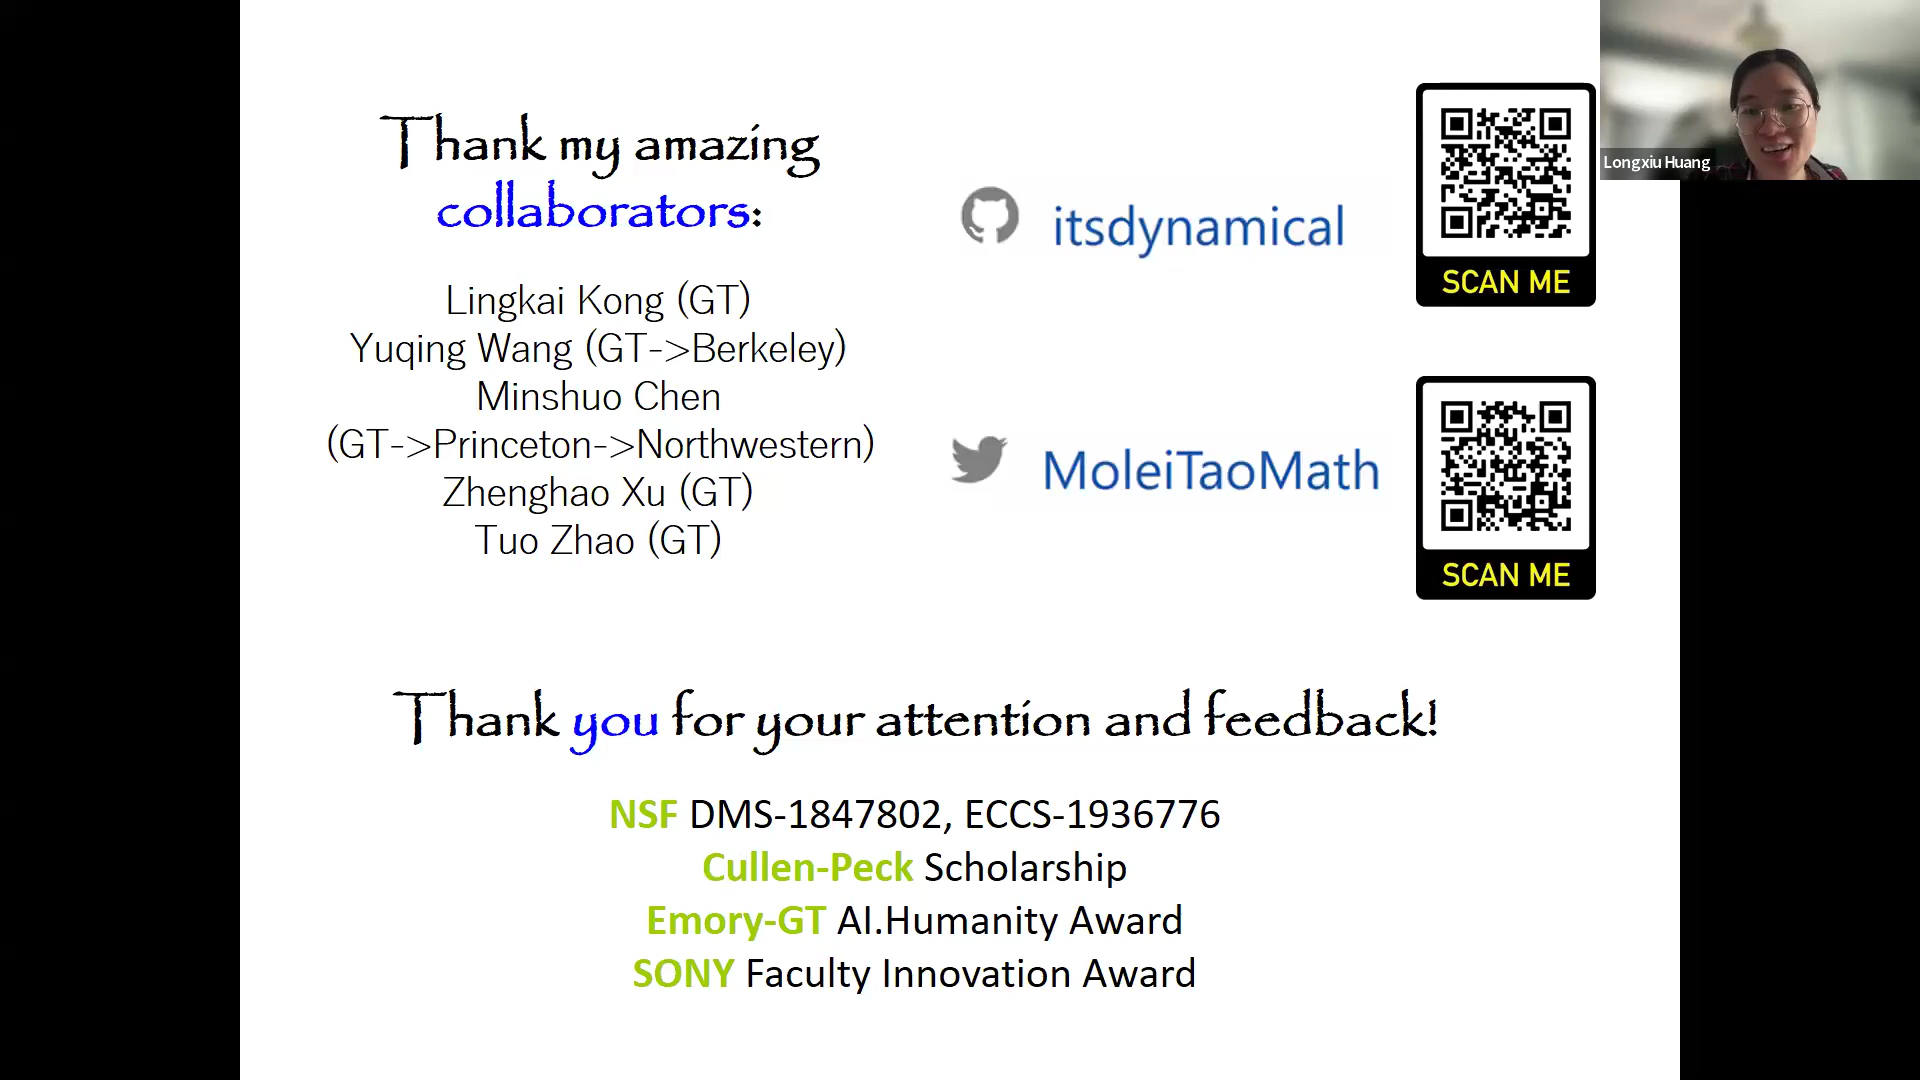 Thank my amazing
collaborators:
Lingkai Kong (GT)
Yuqing Wang (GT->Berkeley)
Minshuo Chen
(GT->Princeton->Northwestern)
Zhenghao Xu (GT)
Tuo Zhao (GT)
itsdynamical
SCAN ME
MoleiTaoMath
SCAN ME
Longxiu Huang
Thank you for your attention and feedback!
NSF DMS-1847802, ECCS-1936776
Cullen-Peck Scholarship
Emory-GT AI.Humanity Award
SONY Faculty Innovation Award